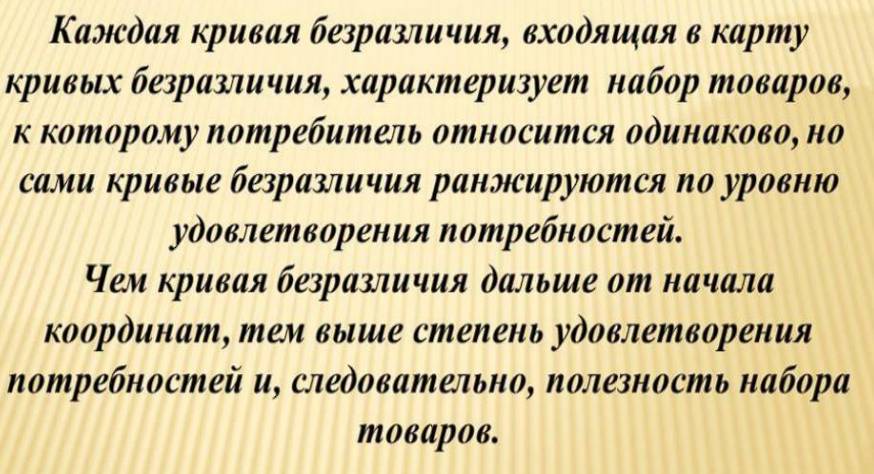 Каждая кривая безразличия, входящая в карту
кривых безразличия, характеризует набор товаров,
к которому потребитель относится одинаково, но
сами кривые безразличия ранжируются по уровню
удовлетворения потребностей.
Чем кривая безразличия дальше от начала
координат, тем выше степень удовлетворения
потребностей и, следовательно, полезность набора
товаров.